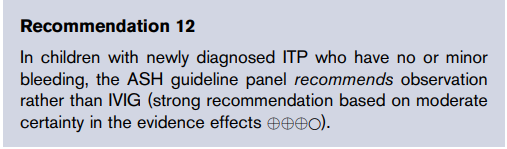 Recommendation 12
In children with newly diagnosed ITP who have no or minor
bleeding, the ASH guideline panel recommends observation
rather than IVIG (strong recommendation based on moderate
certainty in the evidence effects ⊕⊕⊕○).